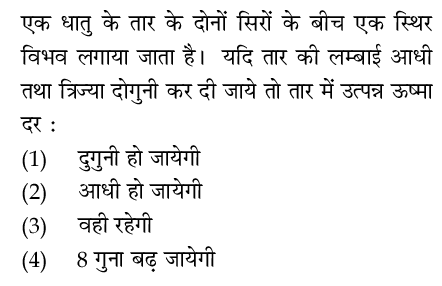 एक धातु के तार के दोनों सिरों के बीच एक स्थिर
विभव लगाया जाता है। यदि तार की लम्बाई आधी
तथा त्रिज्या दोगुनी कर दी जाये तो तार में उत्पन्न ऊष्मा
दर :
(1) दुगुनी हो जायेगी
(2) आधी हो जायेगी
(3) वही रहेगी
(4) 8 गुना बढ़ जायेगी